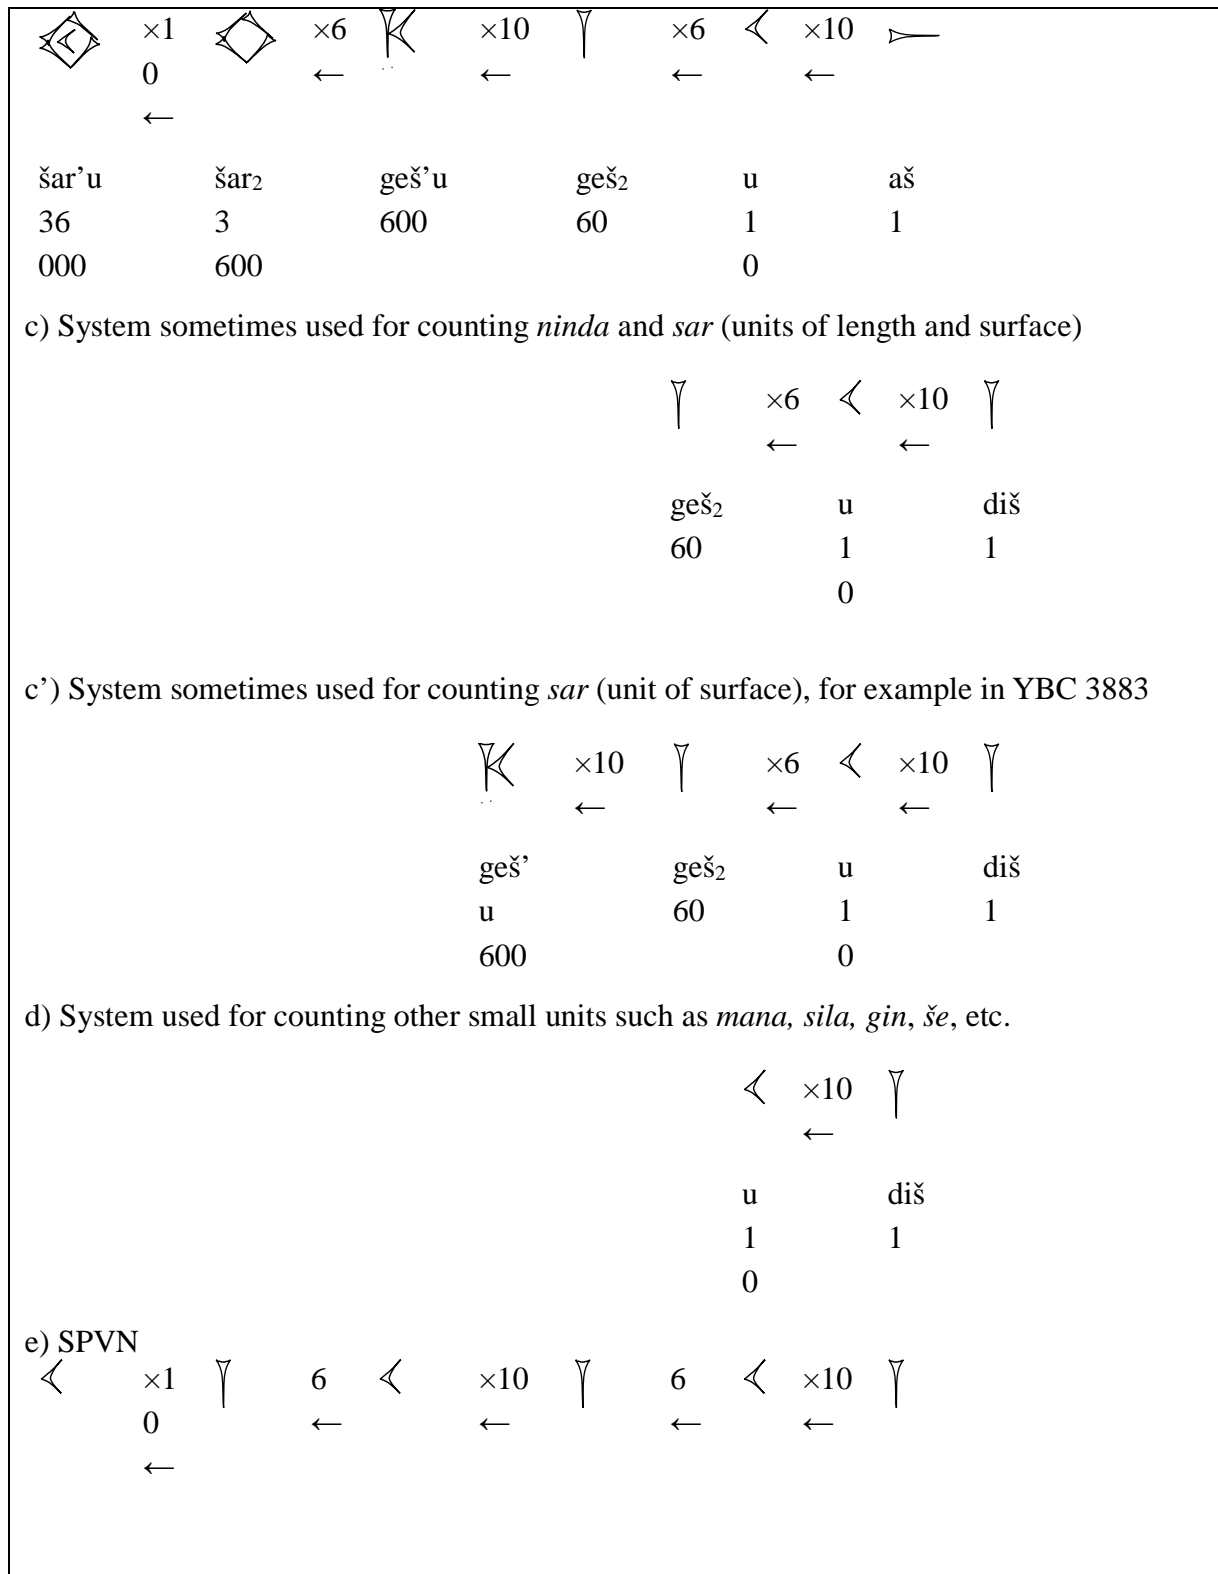 𒐬 ×1 𒊹 ×6 𒐞 ×10 𒁹 ×6 𒌋 ×10 𒀸
0 ← ← ← ←
←
šar’u šar₂ geš’u geš₂ u aš
36 3 600 60 1 1
000 600 0
c) System sometimes used for counting ninda and sar (units of length and surface)
𒁹 ×6 𒌋 ×10 𒁹
← ←
geš₂ u diš
60 1 1
0
c’) System sometimes used for counting sar (unit of surface), for example in YBC 3883
𒐞 ×10 𒁹 ×6 𒌋 ×10 𒁹
← ← ←
geš’ geš₂ u diš
u 60 1 1
600 0
d) System used for counting other small units such as mana, sila, gin, še, etc.
𒌋 ×10 𒁹
←
u diš
1 1
0
e) SPVN
𒌋 ×1 𒁹 6 𒌋 ×10 𒁹 6 𒌋 ×10 𒁹
0 ← ← ← ←
←